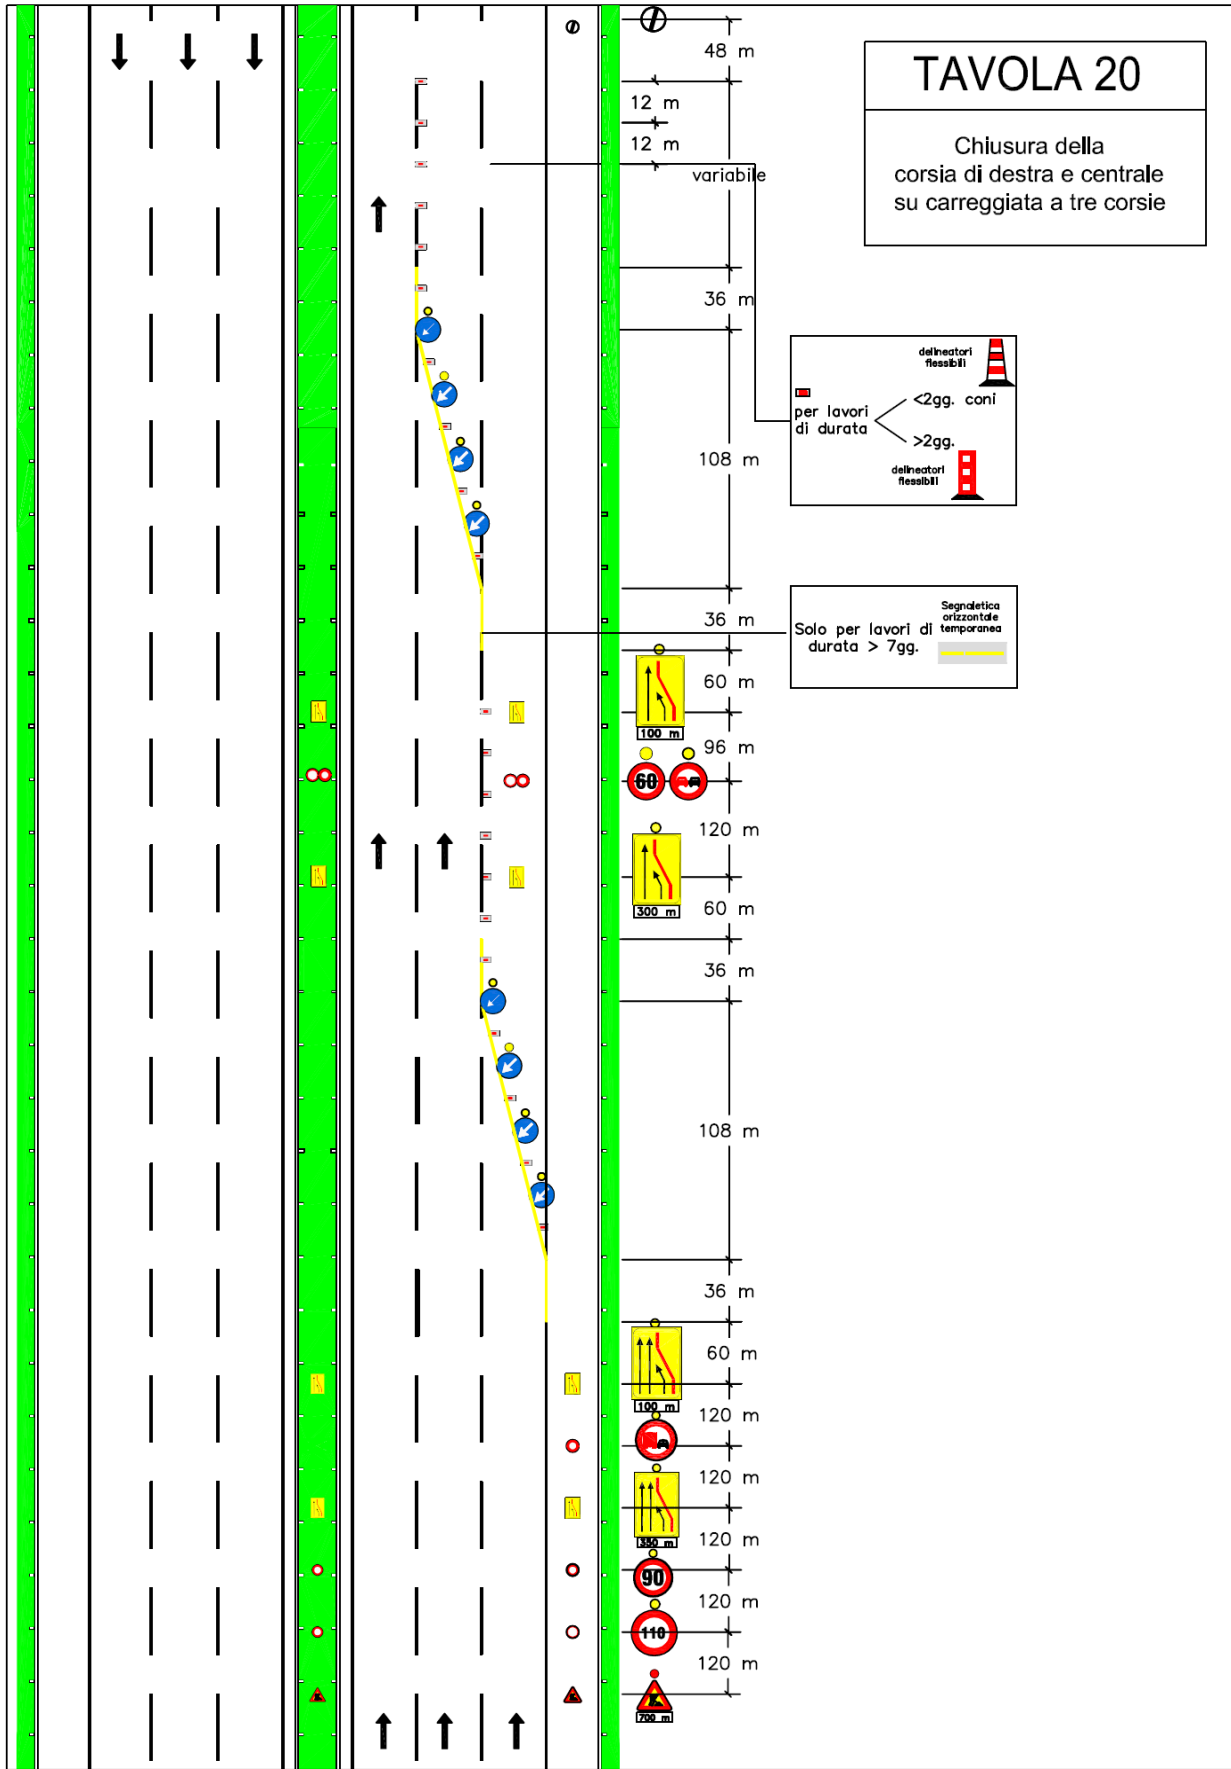 TAVOLA 20
Chiusura della
corsia di destra e centrale
su carreggiata a tre corsie
48 m
12 m
12 m
variabile
36 m
108 m
36 m
60 m
96 m
120 m
60 m
36 m
108 m
36 m
60 m
120 m
120 m
120 m
120 m
120 m
delineatori
flessibili
<2gg. coni
per lavori
di durata
>2gg.
delineatori
flessibili
Solo per lavori di
durata > 7gg.
Segnaletica
orizzontale
temporanea
100 m
60
300 m
100 m
350 m
90
110
700 m